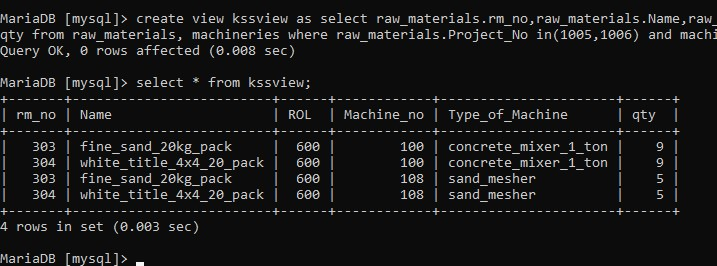 MariaDB [mysql]> create view kssview as select raw_materials.rm_no,raw_materials.Name,raw_
qty from raw_materials, machineries where raw_materials.Project_No in(1005,1006) and machi
Query OK, 0 rows affected (0.008 sec)
MariaDB [mysql]> select * from kssview;
+-------+-------------------------+------+------------+----------------------+------+
| rm_no | Name                    | ROL  | Machine_no | Type_of_Machine      | qty  |
+-------+-------------------------+------+------------+----------------------+------+
|   303 | fine_sand_20kg_pack     |  600 |        100 | concrete_mixer_1_ton |    9 |
|   304 | white_title_4x4_20_pack |  600 |        100 | concrete_mixer_1_ton |    9 |
|   303 | fine_sand_20kg_pack     |  600 |        108 | sand_mesher          |    5 |
|   304 | white_title_4x4_20_pack |  600 |        108 | sand_mesher          |    5 |
+-------+-------------------------+------+------------+----------------------+------+
4 rows in set (0.003 sec)
MariaDB [mysql]>